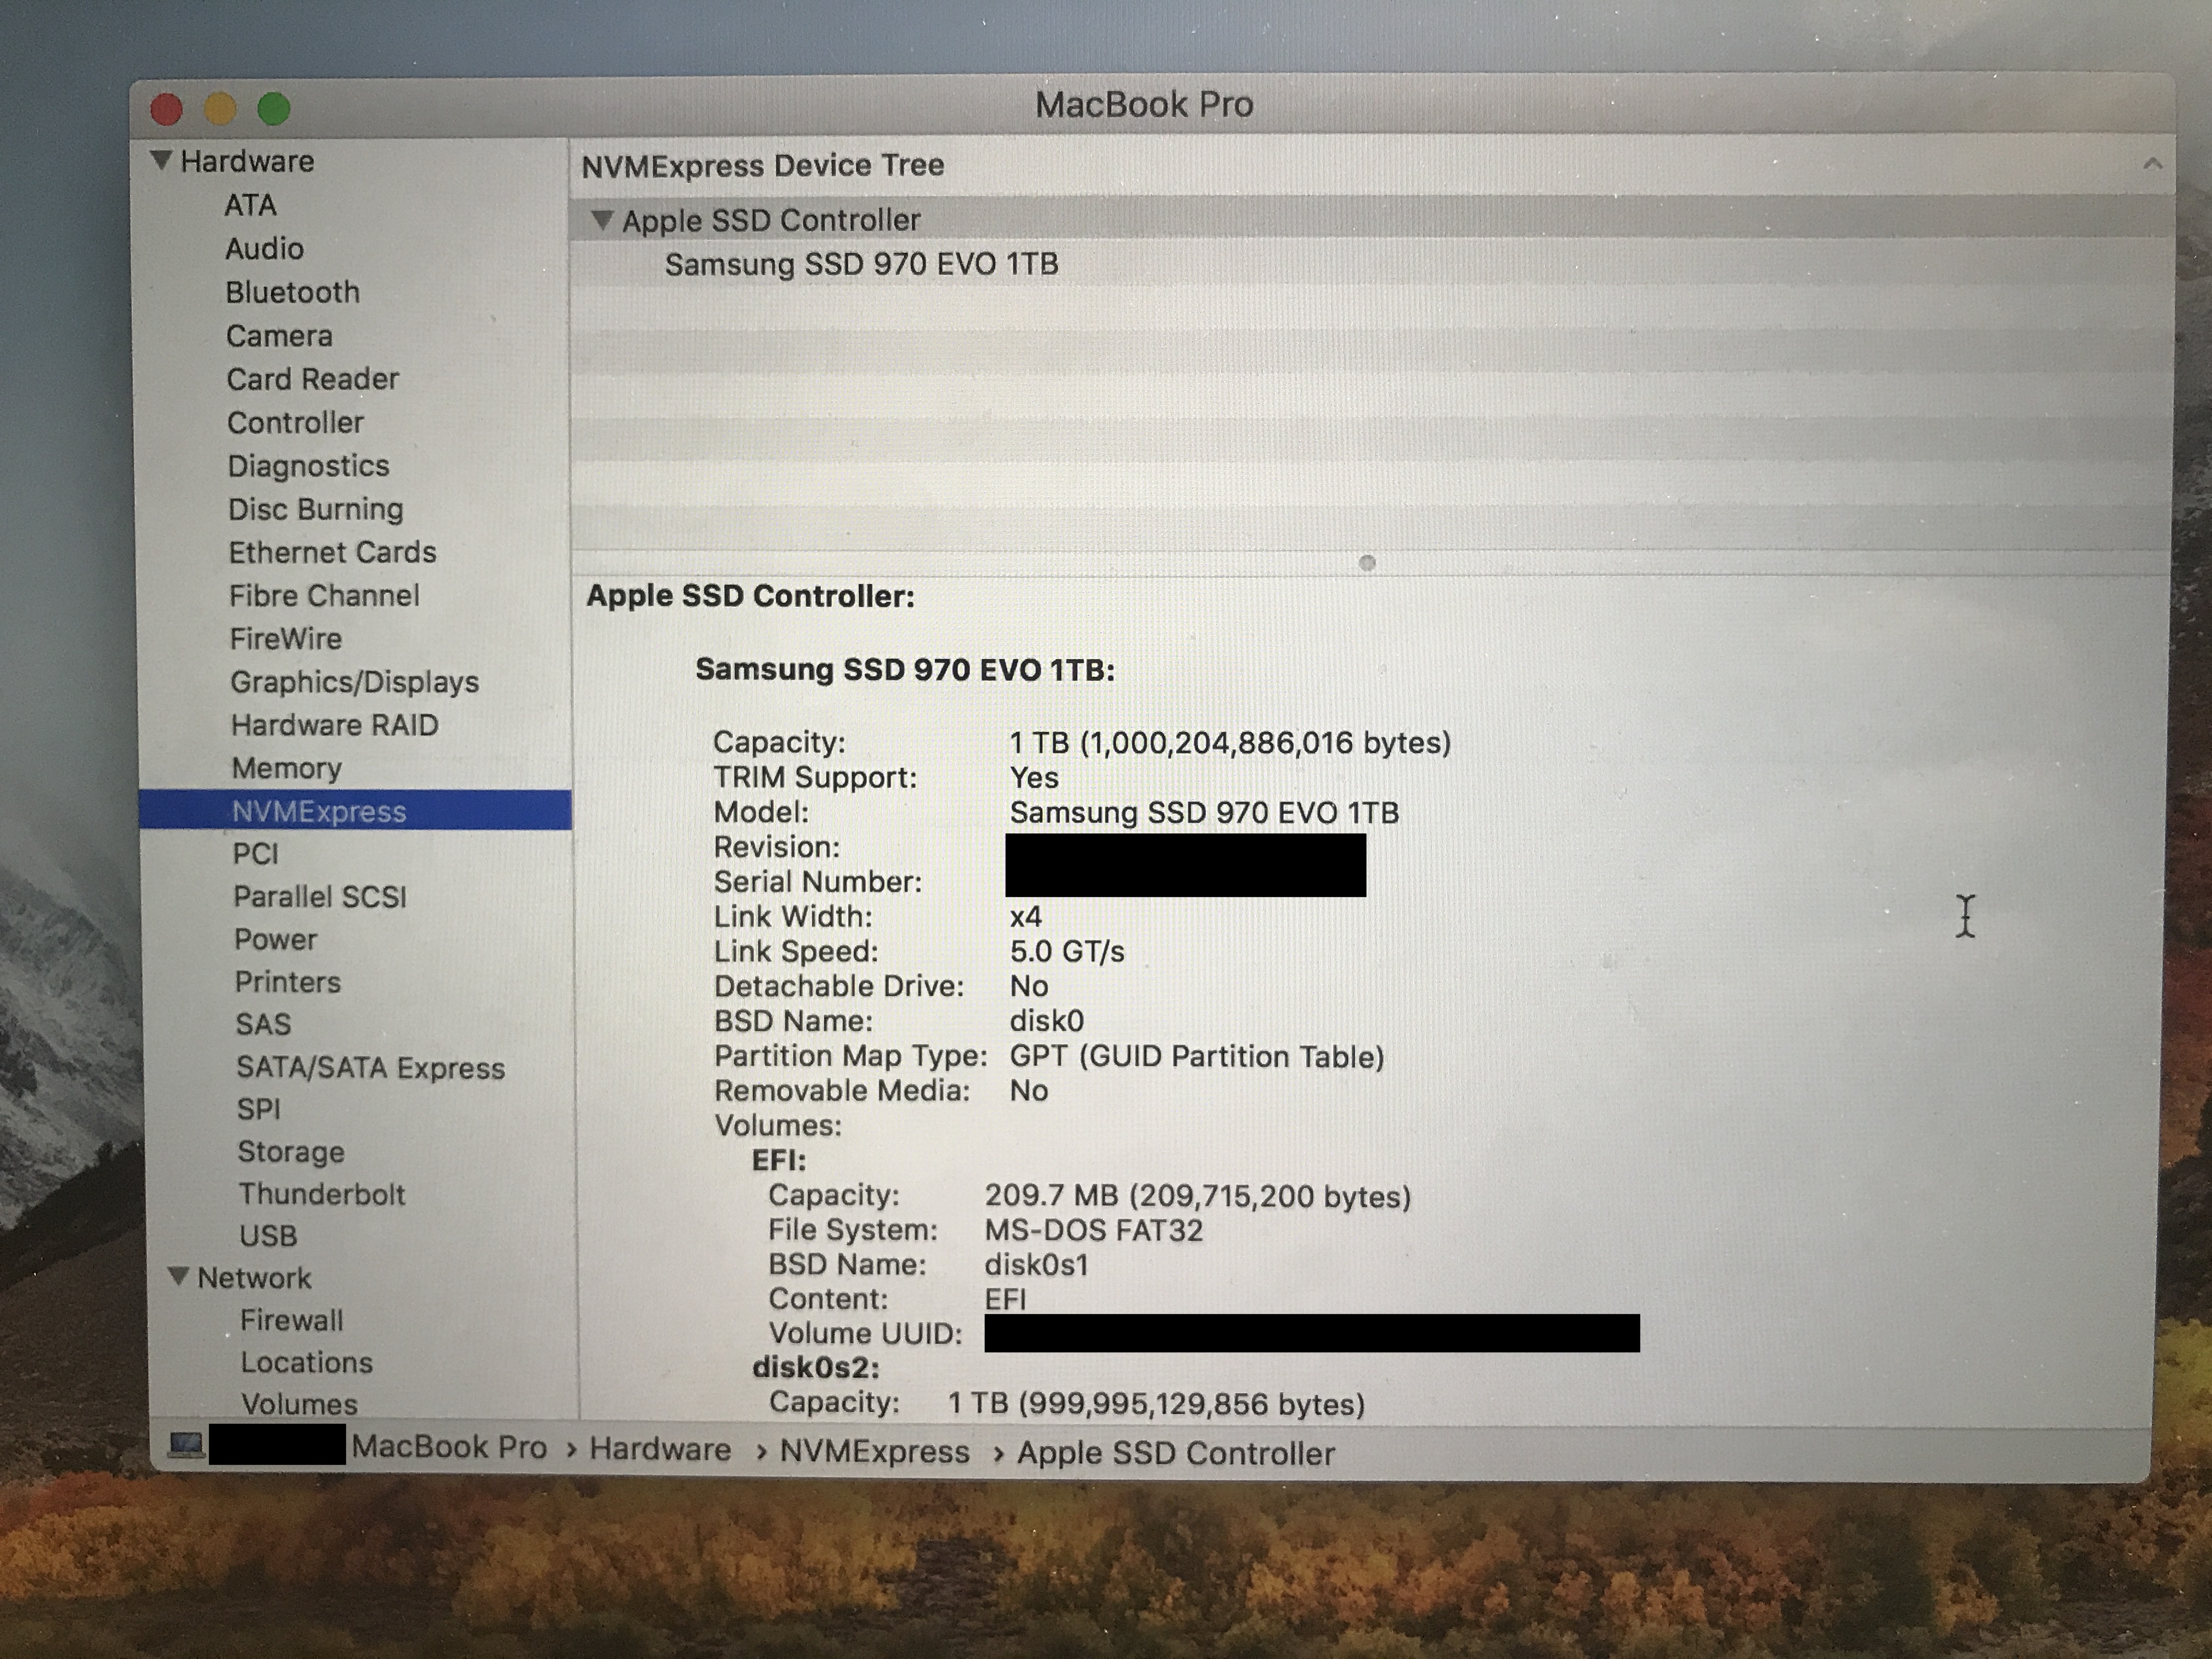 MacBook Pro
Hardware
ATA
Audio
Bluetooth
Camera
Card Reader
Controller
Diagnostics
Disc Burning
Ethernet Cards
Fibre Channel
FireWire
Graphics/Displays
Hardware RAID
Memory
NVMExpress
PCI
Parallel SCSI
Power
Printers
SAS
SATA/SATA Express
SPI
Storage
Thunderbolt
USB
Network
Firewall
Locations
Volumes
NVMExpress Device Tree
Apple SSD Controller
Samsung SSD 970 EVO 1TB
Apple SSD Controller:
Samsung SSD 970 EVO 1TB:
Capacity: 1 TB (1,000,204,886,016 bytes)
TRIM Support: Yes
Model: Samsung SSD 970 EVO 1TB
Revision:
Serial Number:
Link Width: x4
Link Speed: 5.0 GT/s
Detachable Drive: No
BSD Name: disk0
Partition Map Type: GPT (GUID Partition Table)
Removable Media: No
Volumes:
EFI:
Capacity: 209.7 MB (209,715,200 bytes)
File System: MS-DOS FAT32
BSD Name: disk0s1
Content: EFI
Volume UUID:
disk0s2:
Capacity: 1 TB (999,995,129,856 bytes)
MacBook Pro › Hardware › NVMExpress › Apple SSD Controller